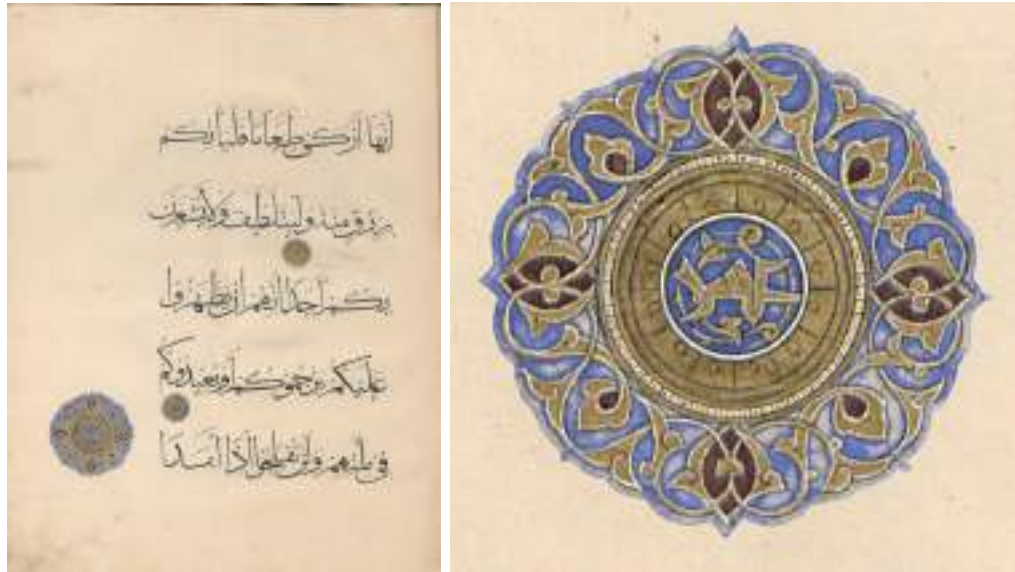 أيها أزكى طعاما فليأتكم
برزق منه وليتلطف ولا يشعرن
بكم أحدا إنهم إن يظهروا
عليكم يرجموكم أو يعيدوكم
في ملتهم ولن تفلحوا إذا أبدا